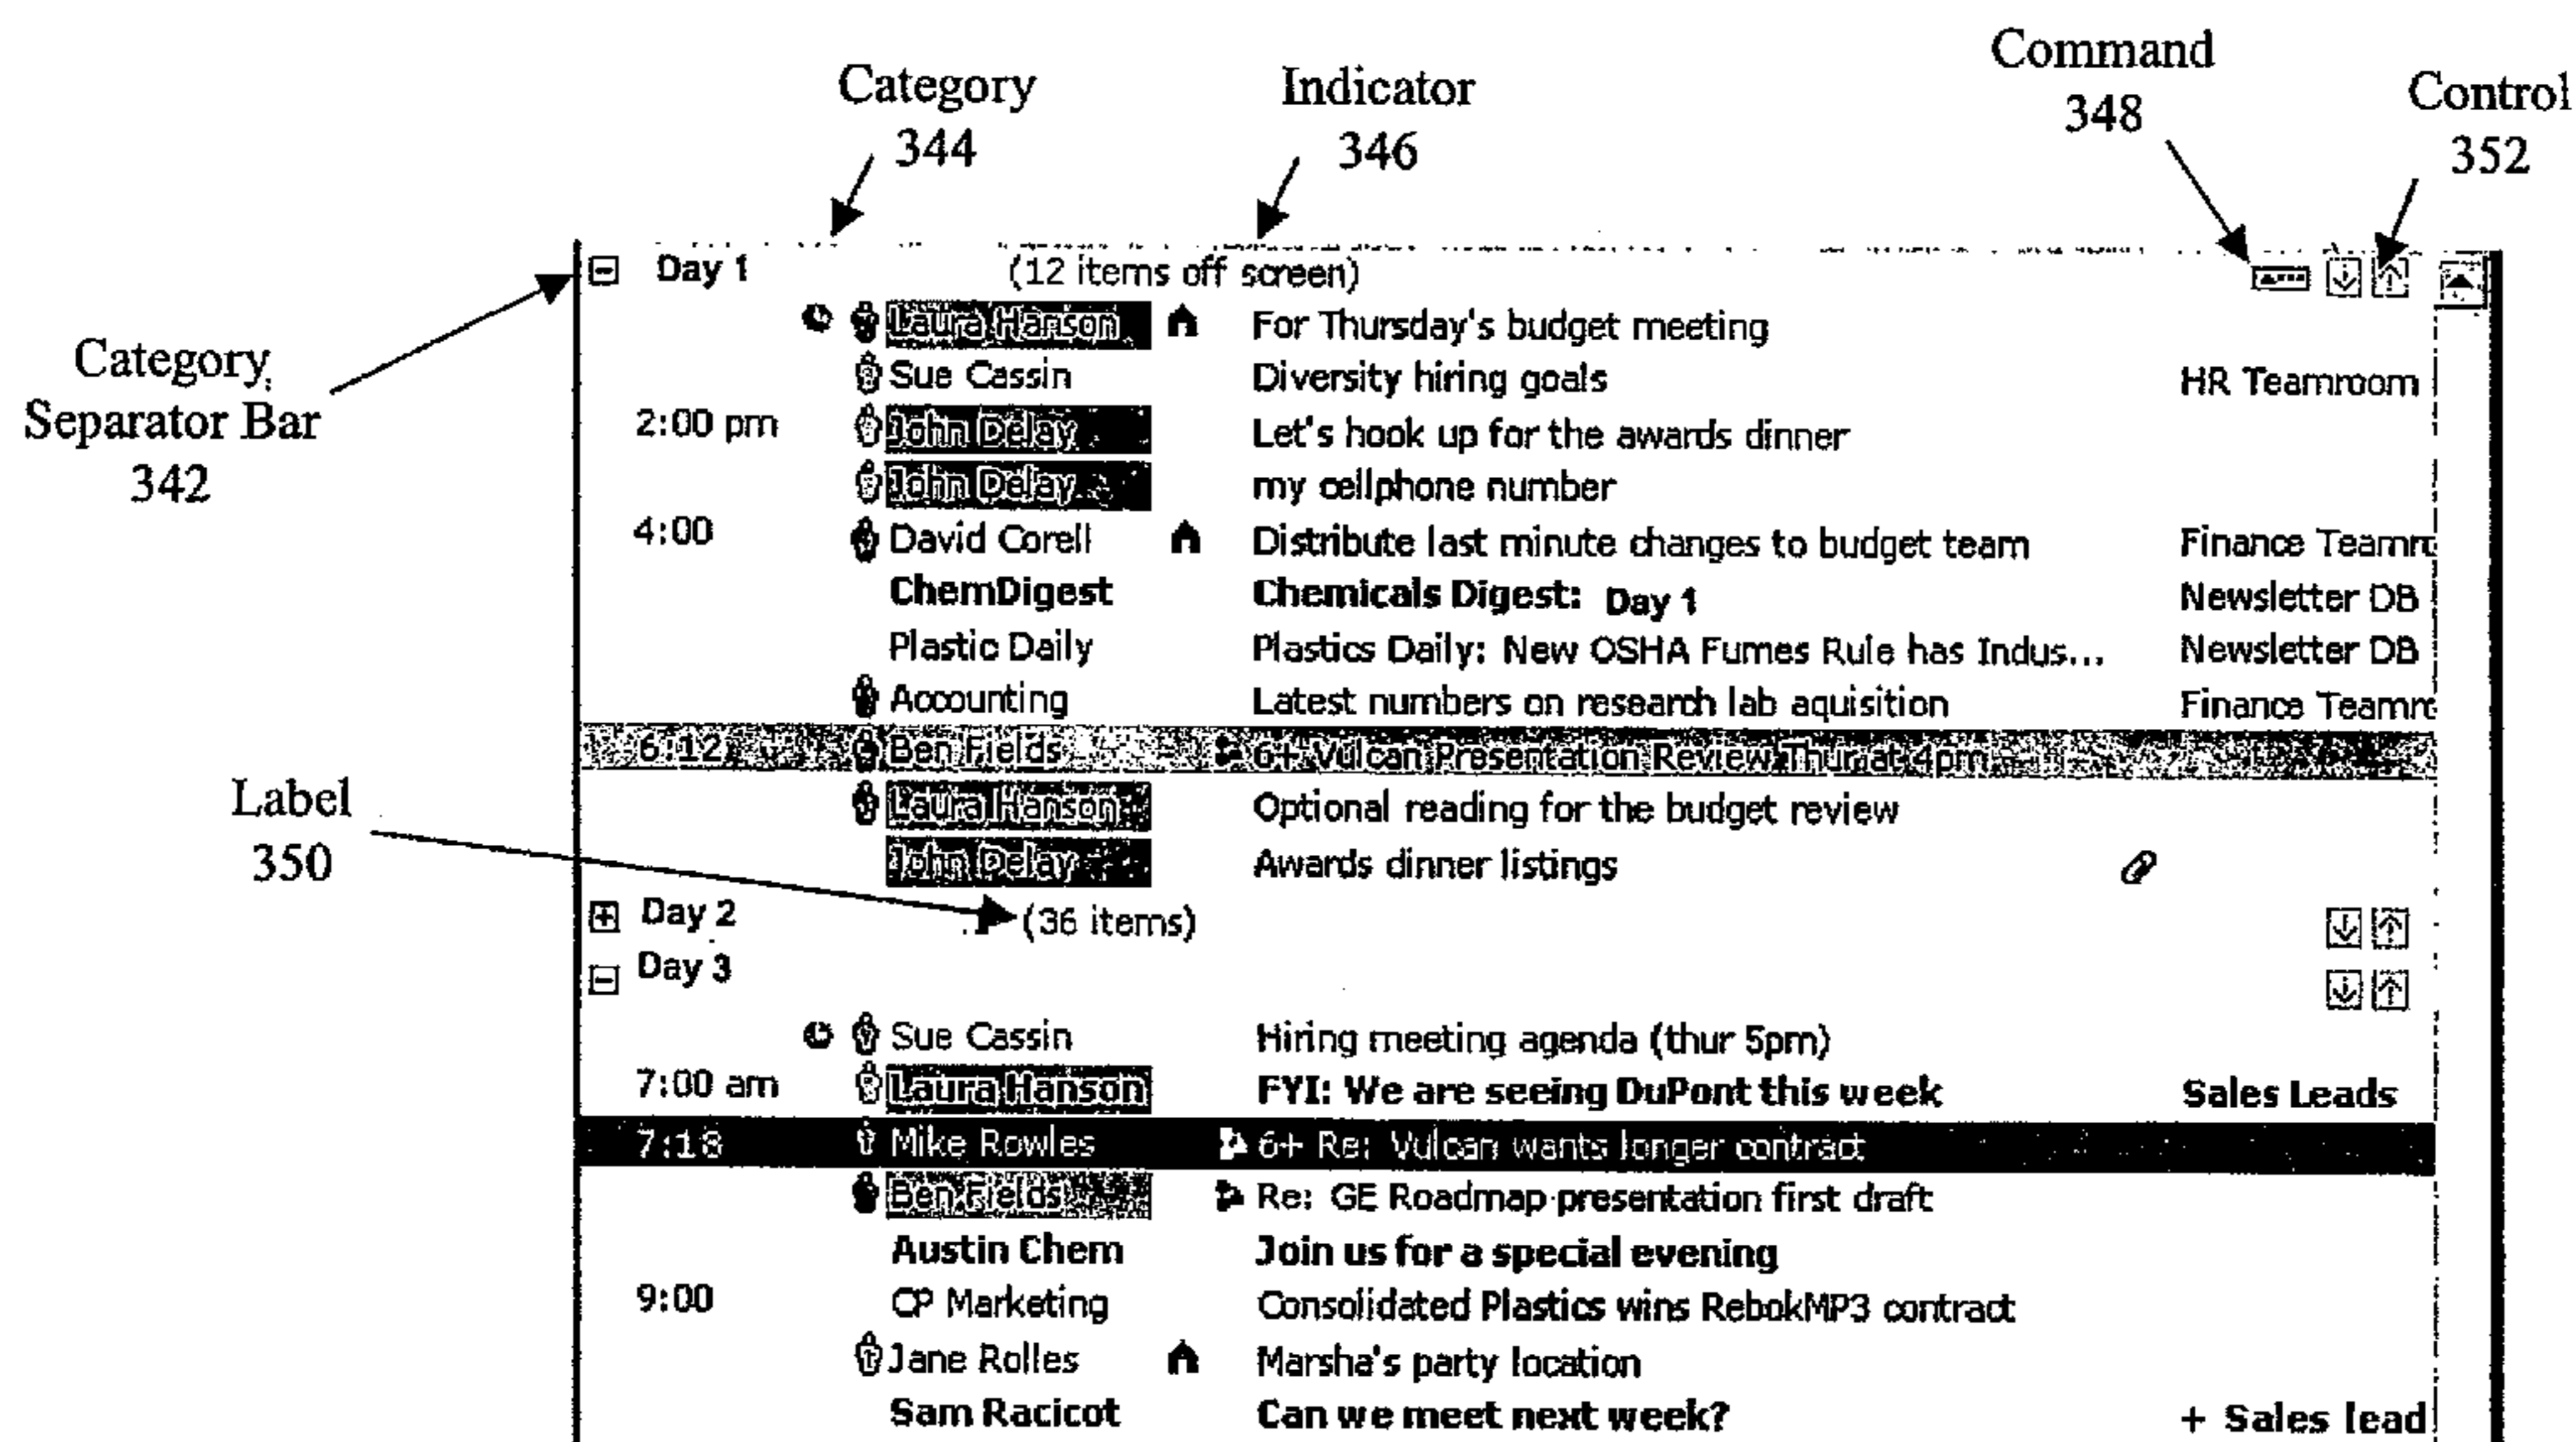 Category
344
Indicator
346
Command
348
Control
352
Category
Separator Bar
342
Label
350
Day 1 (12 items off screen)
Laura Hanson For Thursday's budget meeting
Sue Cassin Diversity hiring goals HR Teamroom
2:00 pm John Delay Let's hook up for the awards dinner
John Delay my cellphone number
4:00 David Corell Distribute last minute changes to budget team Finance Teamr
ChemDigest Chemicals Digest: Day 1 Newsletter DB
Plastic Daily Plastics Daily: New OSHA Fumes Rule has Indus... Newsletter DB
Accounting Latest numbers on research lab aquisition Finance Teamr
6:12 Ben Fields 6+ Vulcan Presentation Review Thur at 4pm
Laura Hanson Optional reading for the budget review
John Delay Awards dinner listings
Day 2 (36 items)
Day 3
Sue Cassin Hiring meeting agenda (thur 5pm)
7:00 am Laura Hanson FYI: We are seeing DuPont this week Sales Leads
7:18 Mike Rowles 6+ Re: Vulcan wants longer contract
Ben Fields Re: GE Roadmap presentation first draft
Austin Chem Join us for a special evening
9:00 CP Marketing Consolidated Plastics wins RebokMP3 contract
Jane Rolles Marsha's party location
Sam Racicot Can we meet next week? + Sales lead